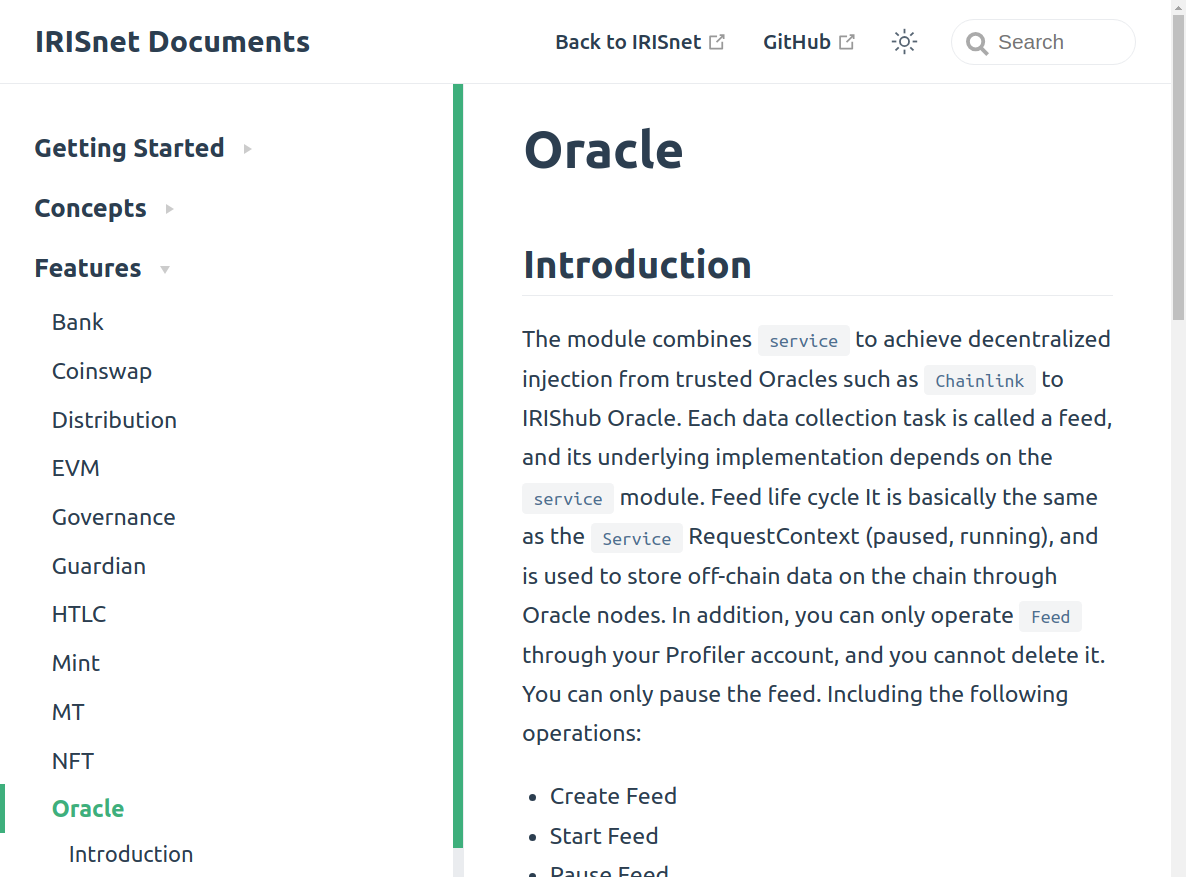 IRISnet Documents
Back to IRISnet
GitHub
Search
Getting Started
Concepts
Features
Bank
Coinswap
Distribution
EVM
Governance
Guardian
HTLC
Mint
MT
NFT
Oracle
Introduction
Oracle
Introduction
The module combines service to achieve decentralized
injection from trusted Oracles such as Chainlink to
IRIShub Oracle. Each data collection task is called a feed,
and its underlying implementation depends on the
service module. Feed life cycle It is basically the same
as the Service RequestContext (paused, running), and
is used to store off-chain data on the chain through
Oracle nodes. In addition, you can only operate Feed
through your Profiler account, and you cannot delete it.
You can only pause the feed. Including the following
operations:
• Create Feed
• Start Feed
• Pause Feed